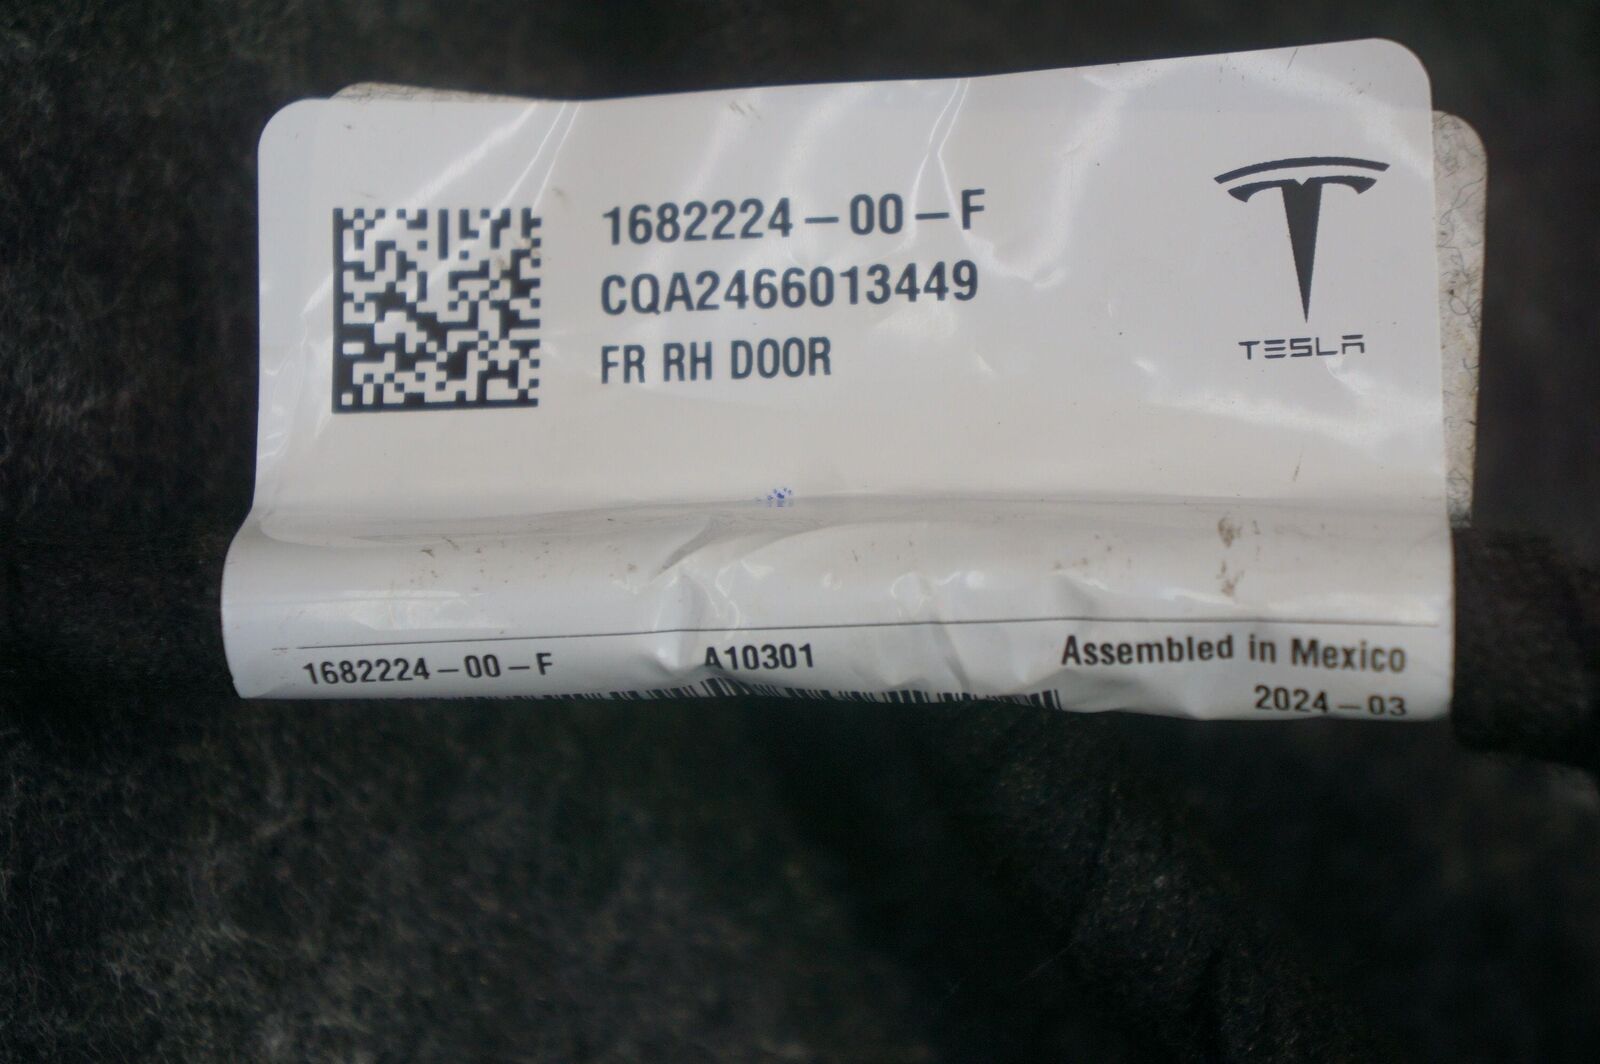 1682224-00-F
CQA2466013449
FR RH DOOR
TESLA
1682224-00-F
A10301
Assembled in Mexico
2024-03